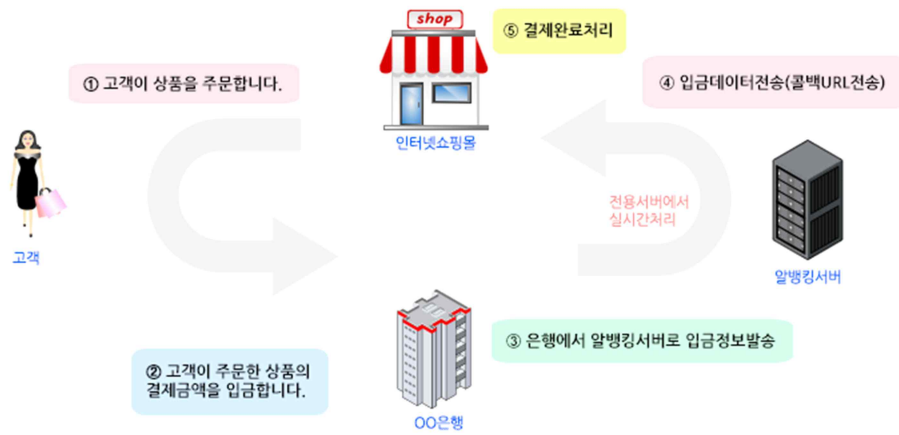 shop
⑤ 결제완료처리
① 고객이 상품을 주문합니다.
④ 입금데이터전송(콜백URL전송)
인터넷쇼핑몰
전용서버에서
실시간처리
고객
알뱅킹서버
③ 은행에서 알뱅킹서버로 입금정보발송
② 고객이 주문한 상품의
결제금액을 입금합니다.
OO은행